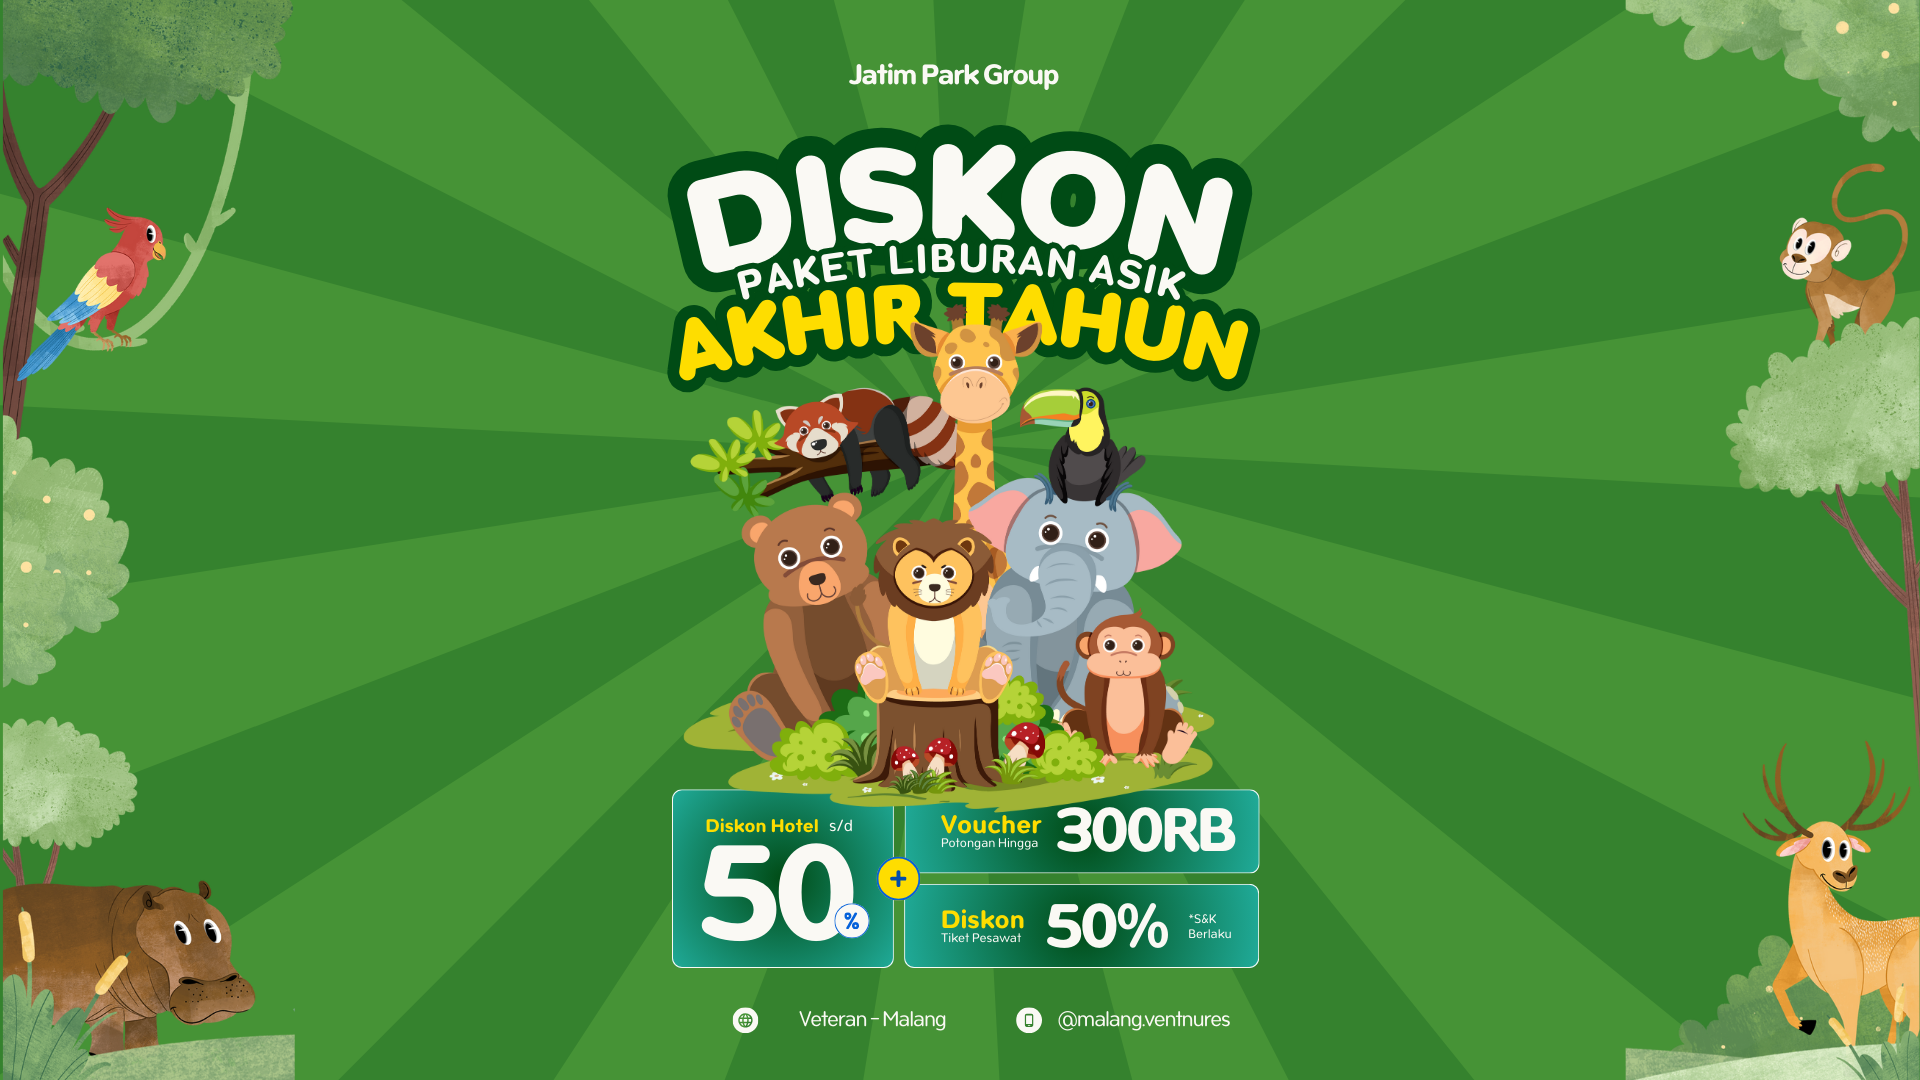 Jatim Park Group
DISKON
PAKET LIBURAN ASIK
AKHIR TAHUN
Diskon Hotel s/d
50
%
+
Voucher
Potongan Hingga
300RB
Diskon
Tiket Pesawat
50%
*S&K
Berlaku
Veteran - Malang
@malang.ventnures